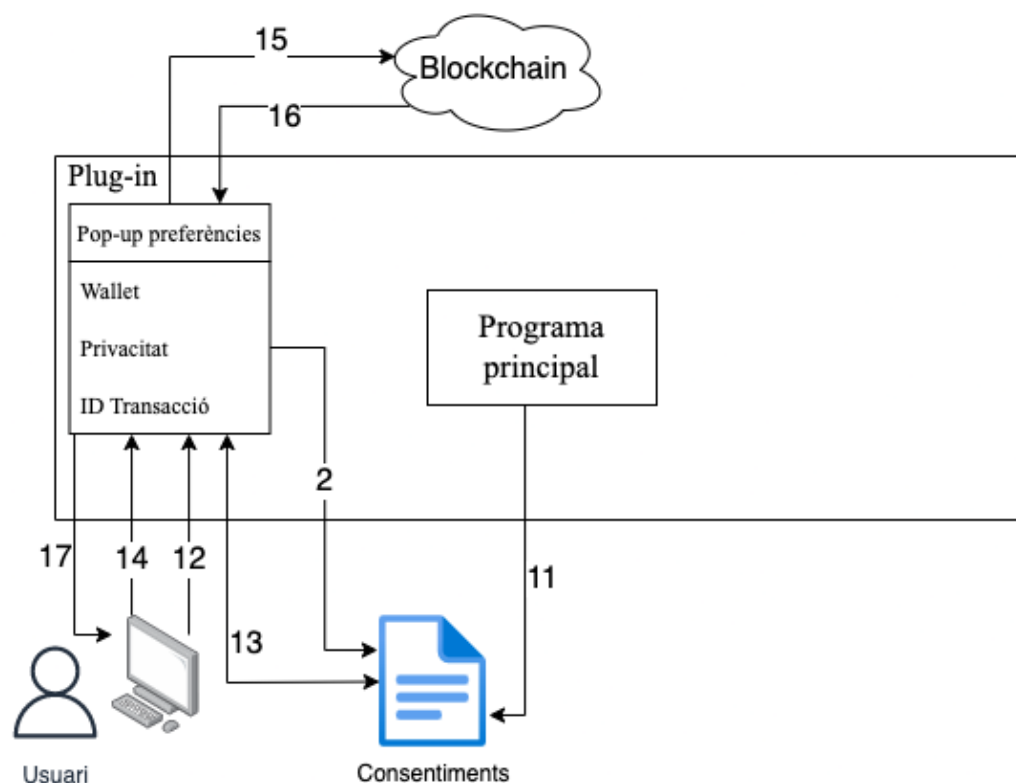 15
Blockchain
16
Plug-in
Pop-up preferències
Wallet
Privacitat
ID Transacció
Programa
principal
2
17
14
12
11
13
Usuari
Consentiments